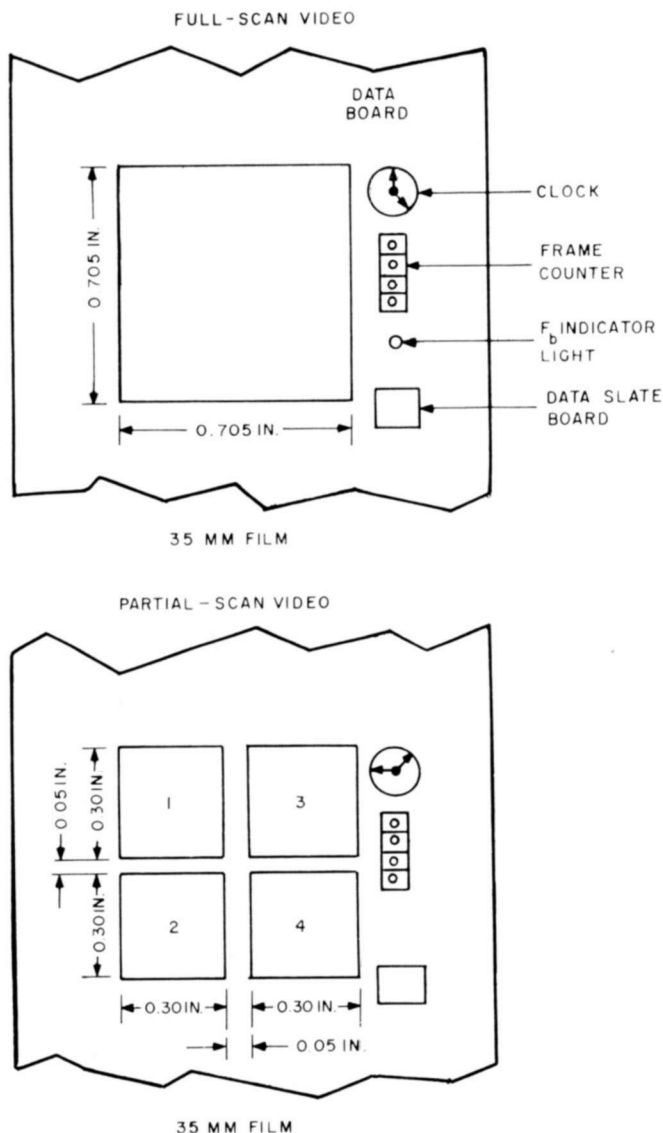 FULL-SCAN VIDEO
DATA
BOARD
CLOCK
0.705 IN.
FRAME
COUNTER
Fb INDICATOR
LIGHT
DATA SLATE
BOARD
0.705 IN.
35 MM FILM
PARTIAL-SCAN VIDEO
0.05 IN.
0.30 IN.
1
3
0.30 IN.
2
4
0.30 IN.
0.30 IN.
0.05 IN.
35 MM FILM